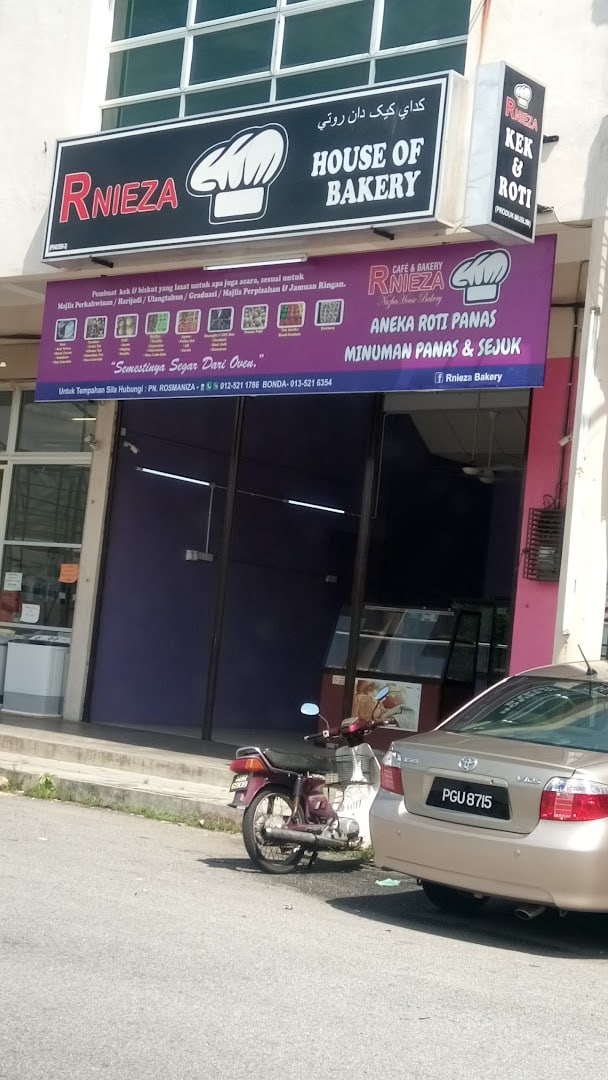 كداي كيك دان روتي
RNIEZA
HOUSE OF
BAKERY
RNIEZA
KEK
&
ROTI
(PRODUK MUSLIM)
Pembuat kek & biskut yang lazat untuk apa juga acara, sesuai untuk
Majlis Perkahwinan / Harijadi / Ulangtahun / Graduasi / Majlis Perpisahan & Jamuan Ringan.
"Semestinya Segar Dari Oven."
CAFÉ & BAKERY
RNIEZA
ANEKA ROTI PANAS
MINUMAN PANAS & SEJUK
Untuk Tempahan Sila Hubungi : PN. ROSMANIZA - 012-521 1786 BONDA- 013-521 6354
Rnieza Bakery
PGU 8715